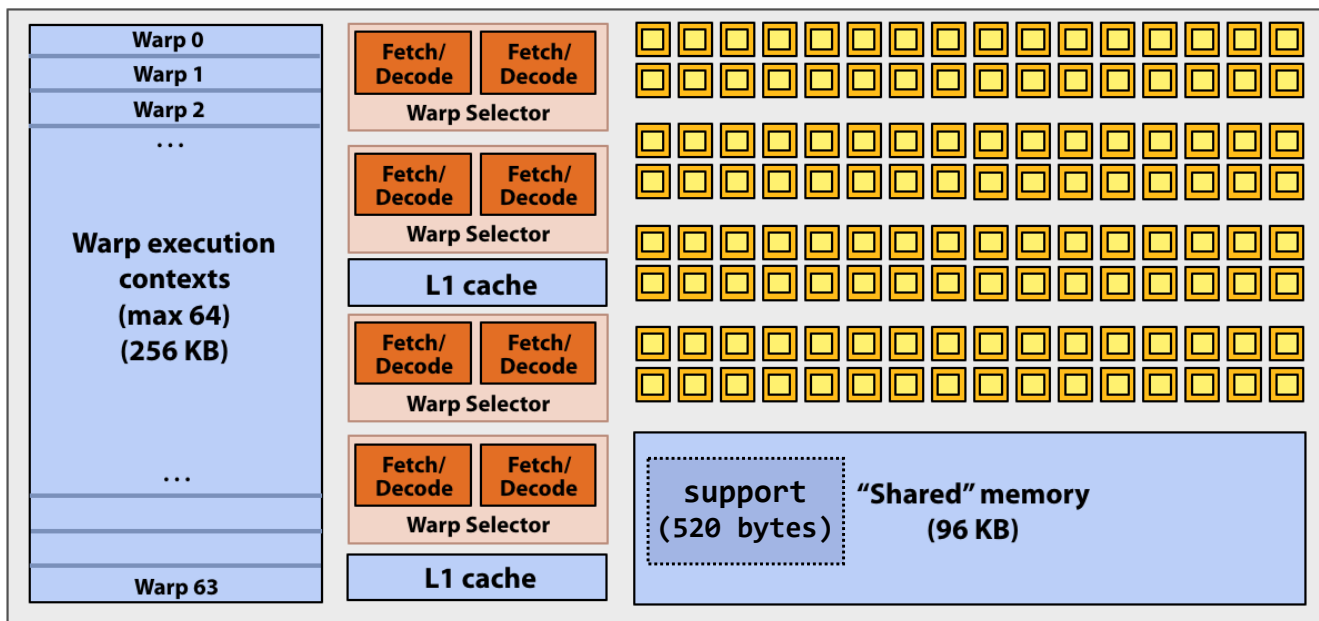 Warp 0
Warp 1
Warp 2
...
Warp execution
contexts
(max 64)
(256 KB)
...
Warp 63
Fetch/
Decode
Fetch/
Decode
Warp Selector
Fetch/
Decode
Fetch/
Decode
Warp Selector
L1 cache
Fetch/
Decode
Fetch/
Decode
Warp Selector
Fetch/
Decode
Fetch/
Decode
Warp Selector
L1 cache
support
(520 bytes)
“Shared” memory
(96 KB)